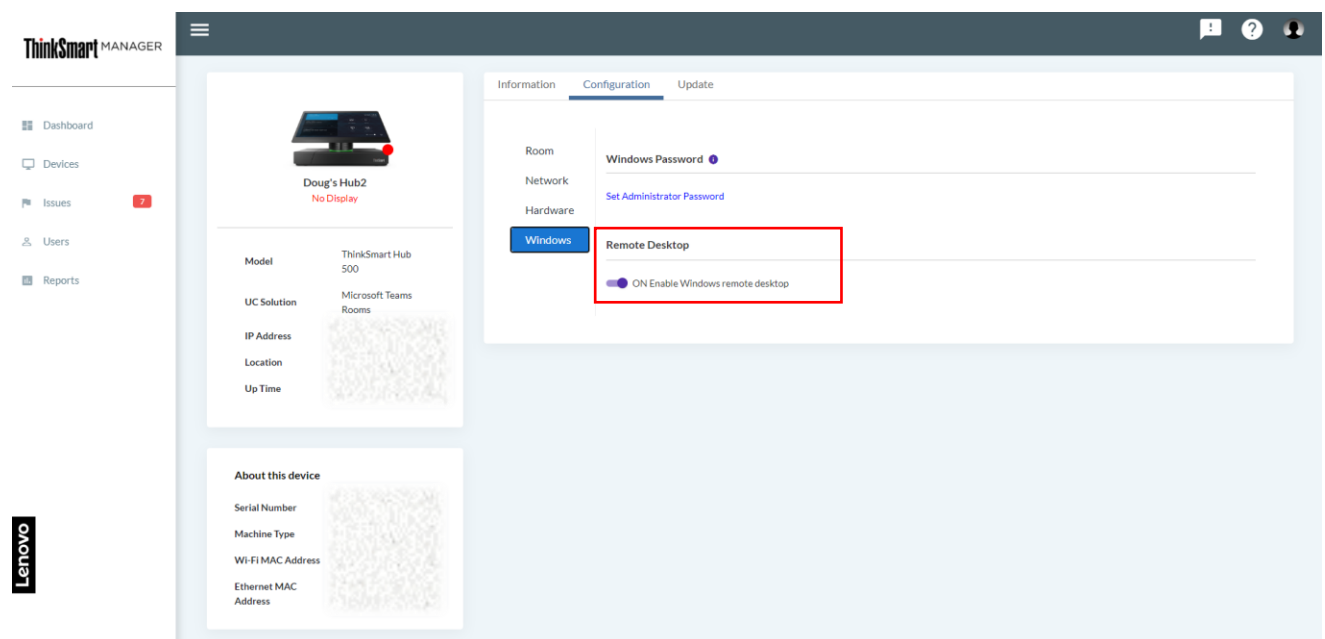 ThinkSmart MANAGER
Dashboard
Devices
Issues 7
Users
Reports
Lenovo
Doug's Hub2
No Display
Model ThinkSmart Hub
500
UC Solution Microsoft Teams
Rooms
IP Address
Location
Up Time
About this device
Serial Number
Machine Type
Wi-Fi MAC Address
Ethernet MAC
Address
Information Configuration Update
Room
Network
Hardware
Windows
Windows Password
Set Administrator Password
Remote Desktop
ON Enable Windows remote desktop